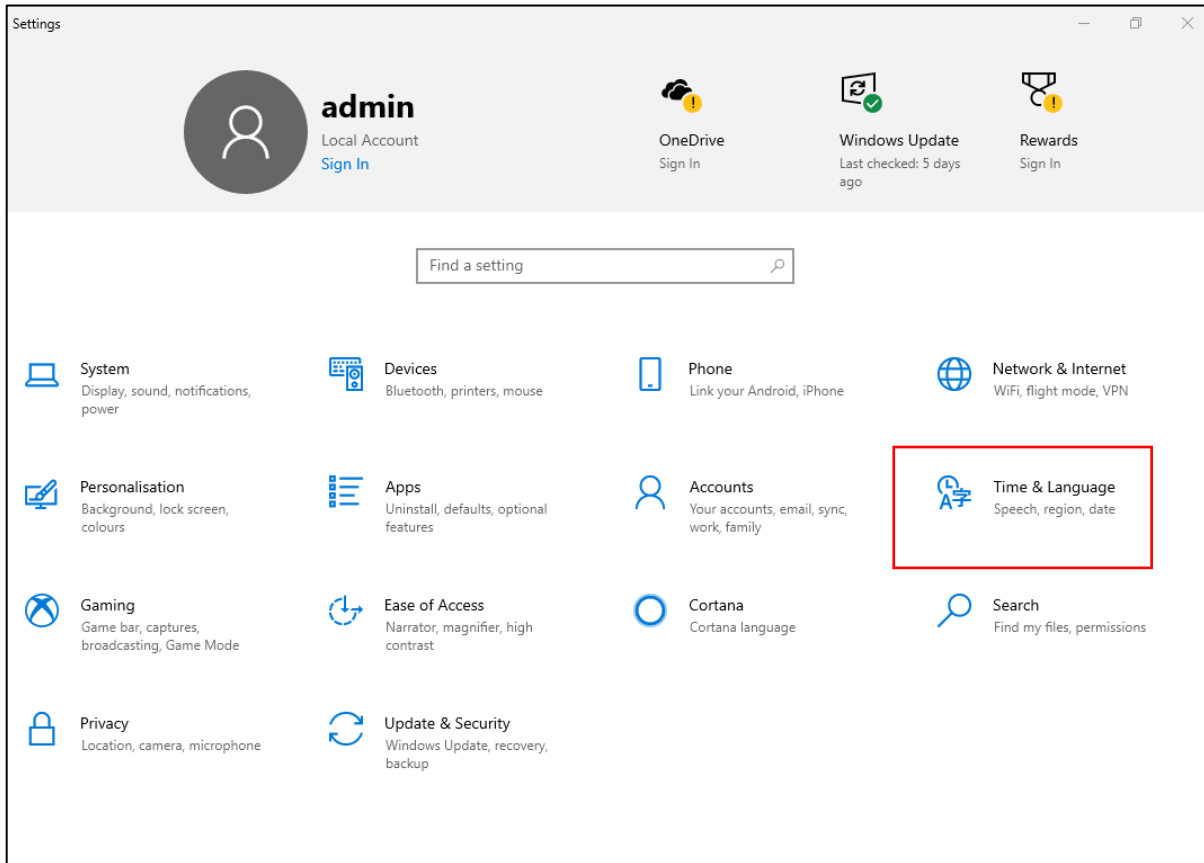 Settings
admin
Local Account
Sign In
OneDrive
Sign In
Windows Update
Last checked: 5 days
ago
Rewards
Sign In
Find a setting
System
Display, sound, notifications,
power
Devices
Bluetooth, printers, mouse
Phone
Link your Android, iPhone
Network & Internet
WiFi, flight mode, VPN
Personalisation
Background, lock screen,
colours
Apps
Uninstall, defaults, optional
features
Accounts
Your accounts, email, sync,
work, family
Time & Language
Speech, region, date
Gaming
Game bar, captures,
broadcasting, Game Mode
Ease of Access
Narrator, magnifier, high
contrast
Cortana
Cortana language
Search
Find my files, permissions
Privacy
Location, camera, microphone
Update & Security
Windows Update, recovery,
backup